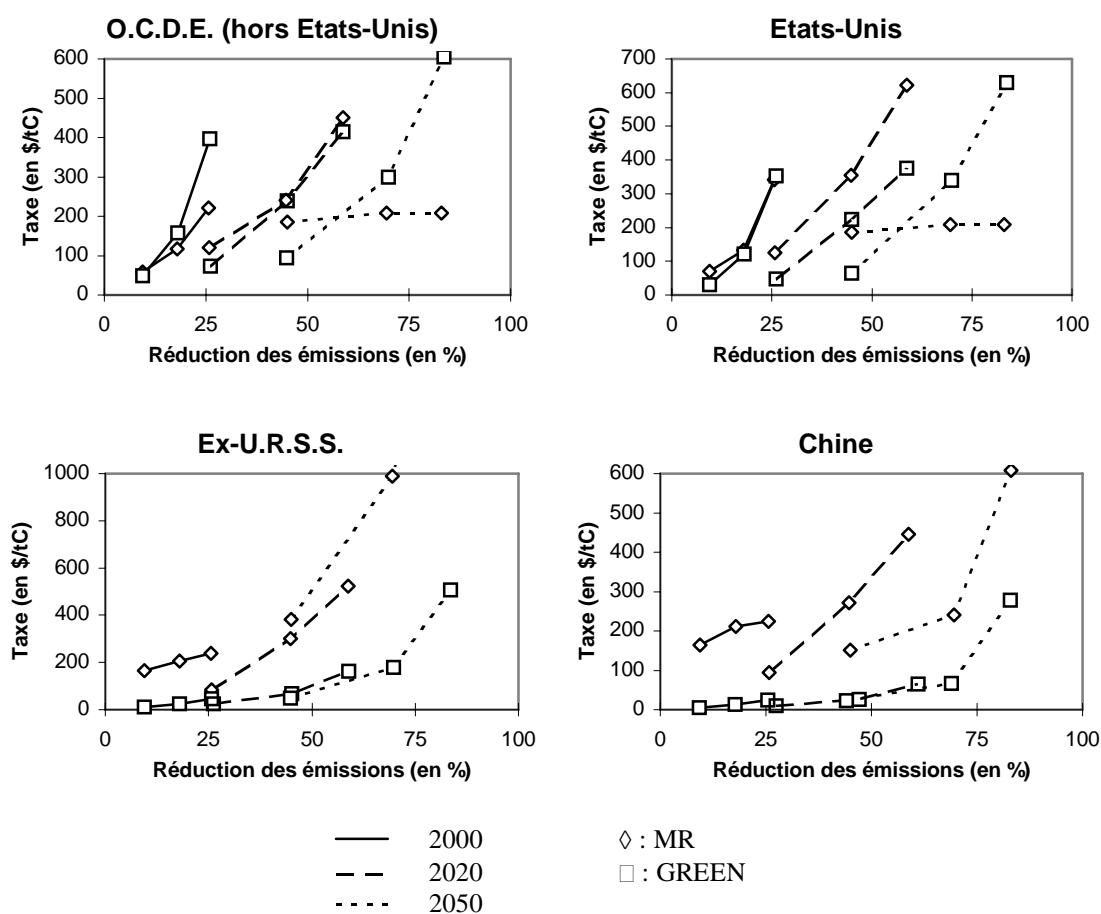 O.C.D.E. (hors Etats-Unis)
600
500
400
300
200
100
0
Taxe (en $/tC)
0 25 50 75 100
Réduction des émissions (en %)
Etats-Unis
700
600
500
400
300
200
100
0
Taxe (en $/tC)
0 25 50 75 100
Réduction des émissions (en %)
Ex-U.R.S.S.
1000
800
600
400
200
0
Taxe (en $/tC)
0 25 50 75 100
Réduction des émissions (en %)
Chine
600
500
400
300
200
100
0
Taxe (en $/tC)
0 25 50 75 100
Réduction des émissions (en %)
2000
2020
2050
◊ : MR
□ : GREEN